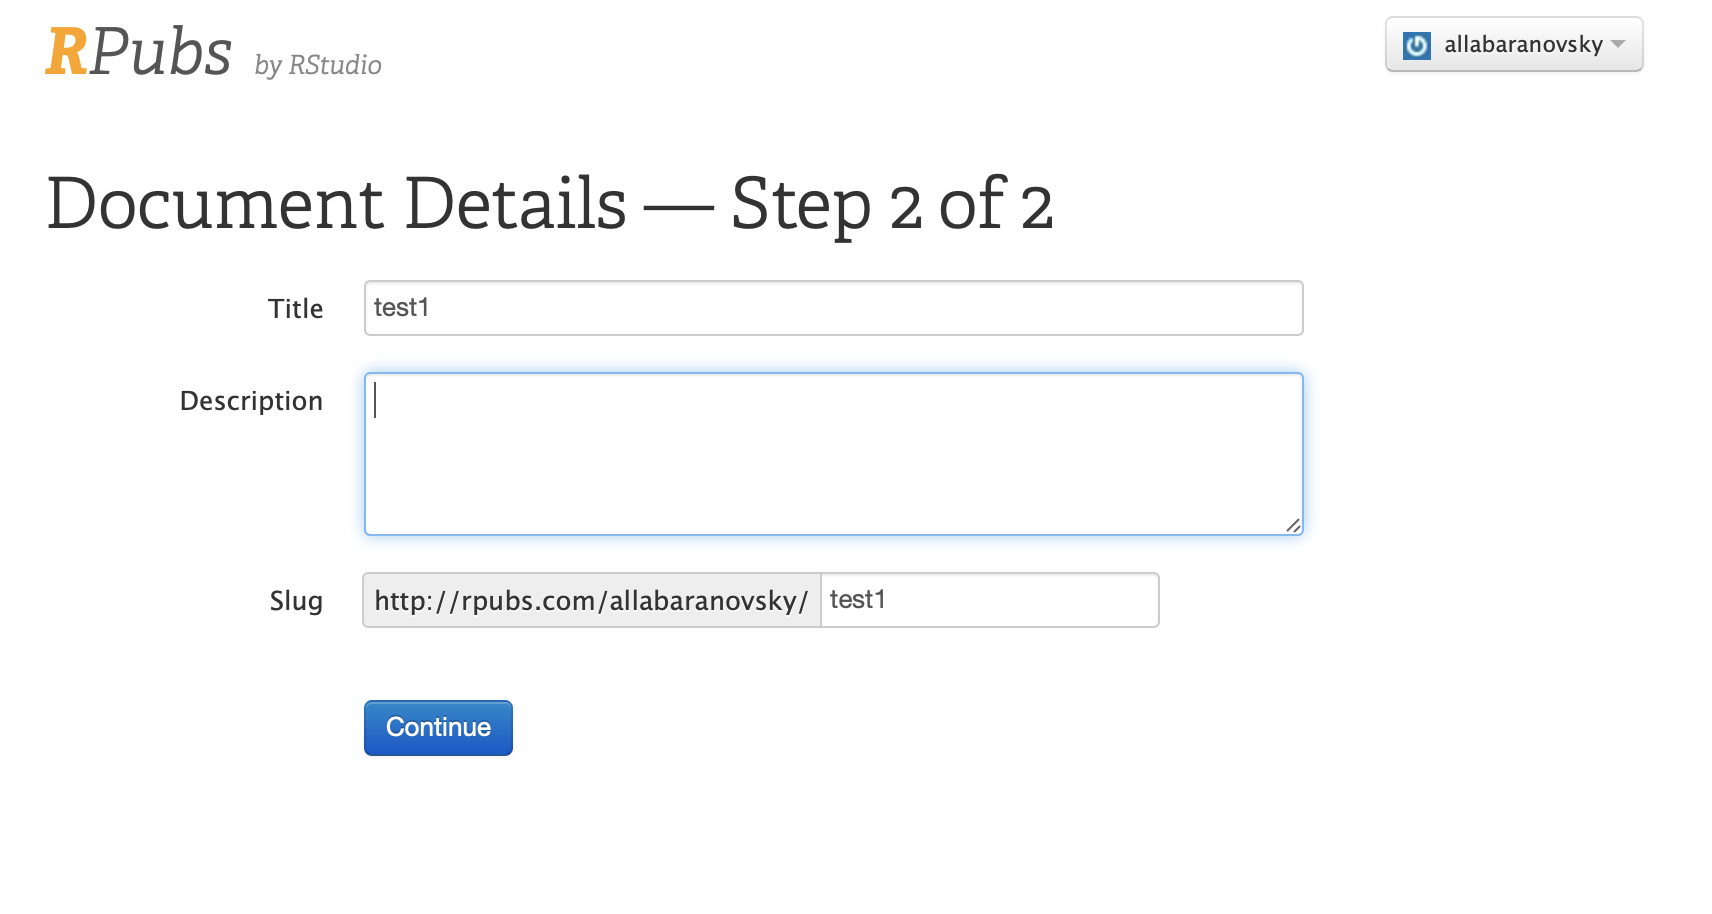 RPubs by RStudio
allabaranovsky
Document Details — Step 2 of 2
Title test1
Description
Slug http://rpubs.com/allabaranovsky/ test1
Continue